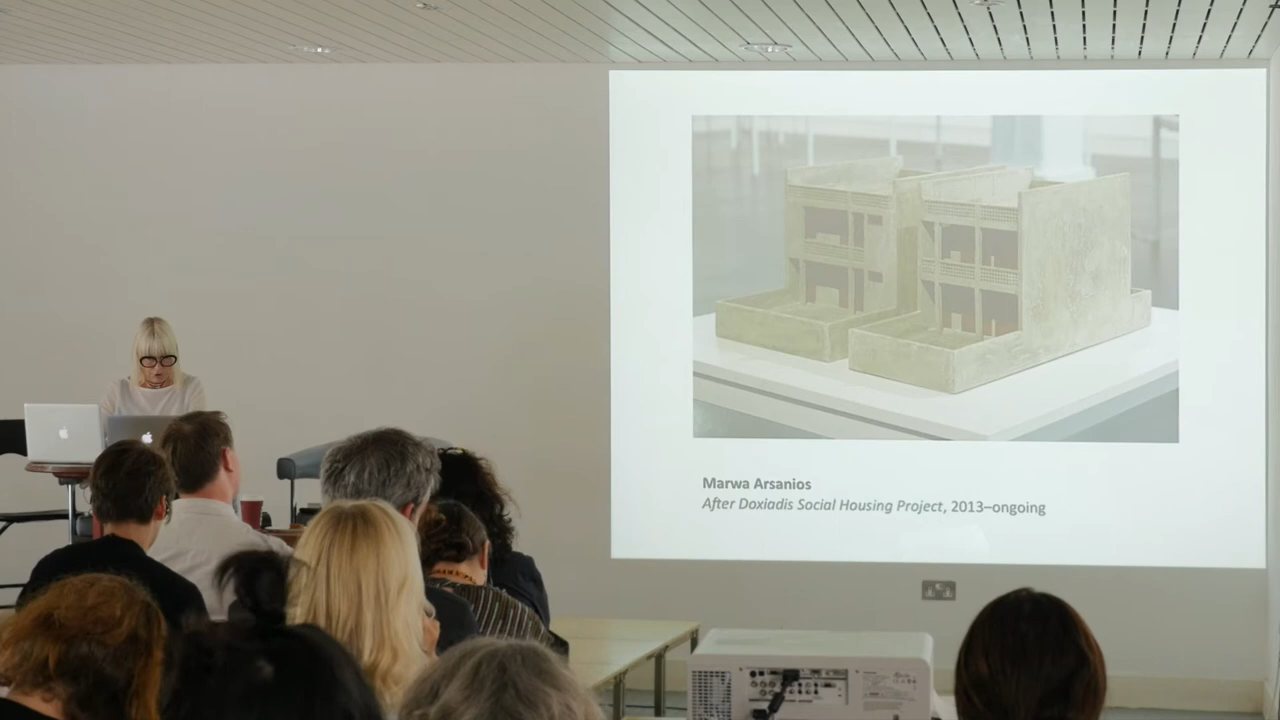 Marwa Arsanios
After Doxiadis Social Housing Project, 2013–ongoing